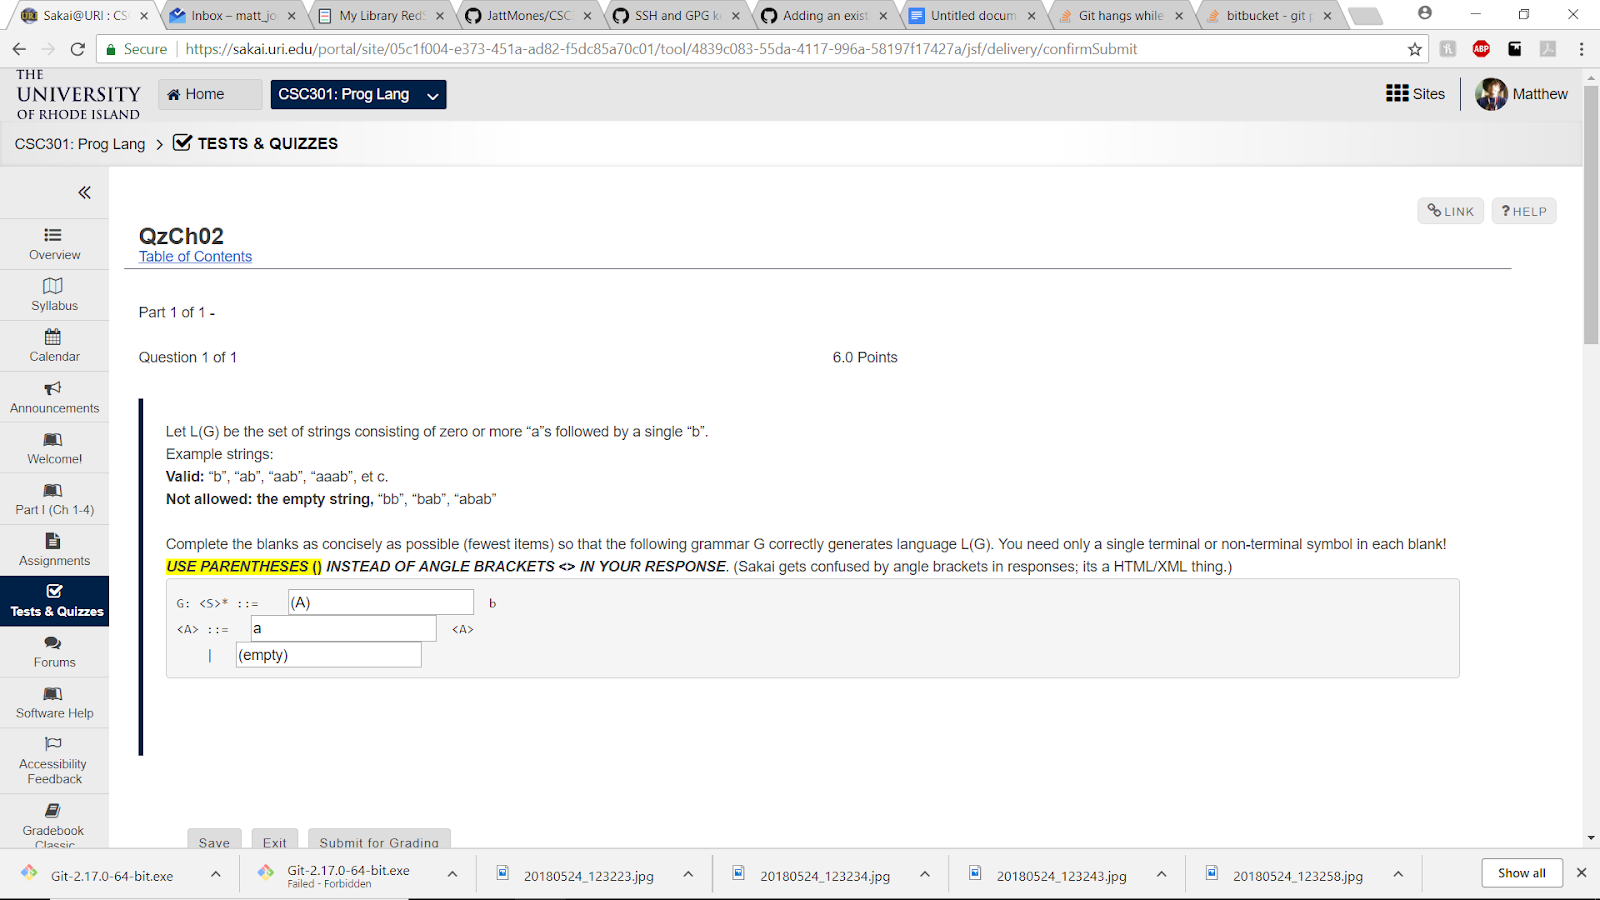 Sakai@URI : CS
Inbox – matt_jo
My Library Red
JattMones/CSC
SSH and GPG k
Adding an exist
Untitled docum
Git hangs while
bitbucket - git p
Secure
https://sakai.uri.edu/portal/site/05c1f004-e373-451a-ad82-f5dc85a70c01/tool/4839c083-55da-4117-996a-58197f17427a/jsf/delivery/confirmSubmit
ABP
THE
UNIVERSITY
OF RHODE ISLAND
Home
CSC301: Prog Lang
Sites
Matthew
CSC301: Prog Lang > TESTS & QUIZZES
«
LINK
? HELP
Overview
Syllabus
Calendar
Announcements
Welcome!
Part I (Ch 1-4)
Assignments
Tests & Quizzes
Forums
Software Help
Accessibility
Feedback
Gradebook
Classic
QzCh02
Table of Contents
Part 1 of 1 -
Question 1 of 1
6.0 Points
Let L(G) be the set of strings consisting of zero or more “a”s followed by a single “b”.
Example strings:
Valid: “b”, “ab”, “aab”, “aaab”, et c.
Not allowed: the empty string, “bb”, “bab”, “abab”
Complete the blanks as concisely as possible (fewest items) so that the following grammar G correctly generates language L(G). You need only a single terminal or non-terminal symbol in each blank!
USE PARENTHESES () INSTEAD OF ANGLE BRACKETS <> IN YOUR RESPONSE. (Sakai gets confused by angle brackets in responses; its a HTML/XML thing.)
G: <S>* ::= (A) b
<A> ::= a <A>
| (empty)
Save
Exit
Submit for Grading
Git-2.17.0-64-bit.exe
Git-2.17.0-64-bit.exe
Failed - Forbidden
20180524_123223.jpg
20180524_123234.jpg
20180524_123243.jpg
20180524_123258.jpg
Show all